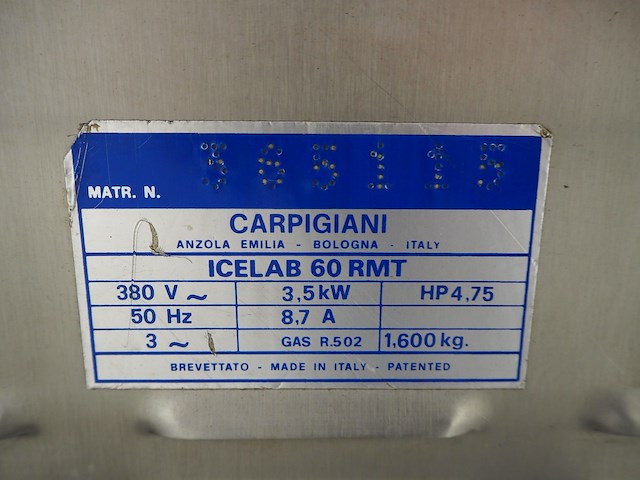 MATR. N.
CARPIGIANI
ANZOLA EMILIA - BOLOGNA - ITALY
ICELAB 60 RMT
380 V ~ 3,5 kW HP 4,75
50 Hz 8,7 A
3 ~ GAS R.502 1,600 kg.
BREVETTATO - MADE IN ITALY - PATENTED